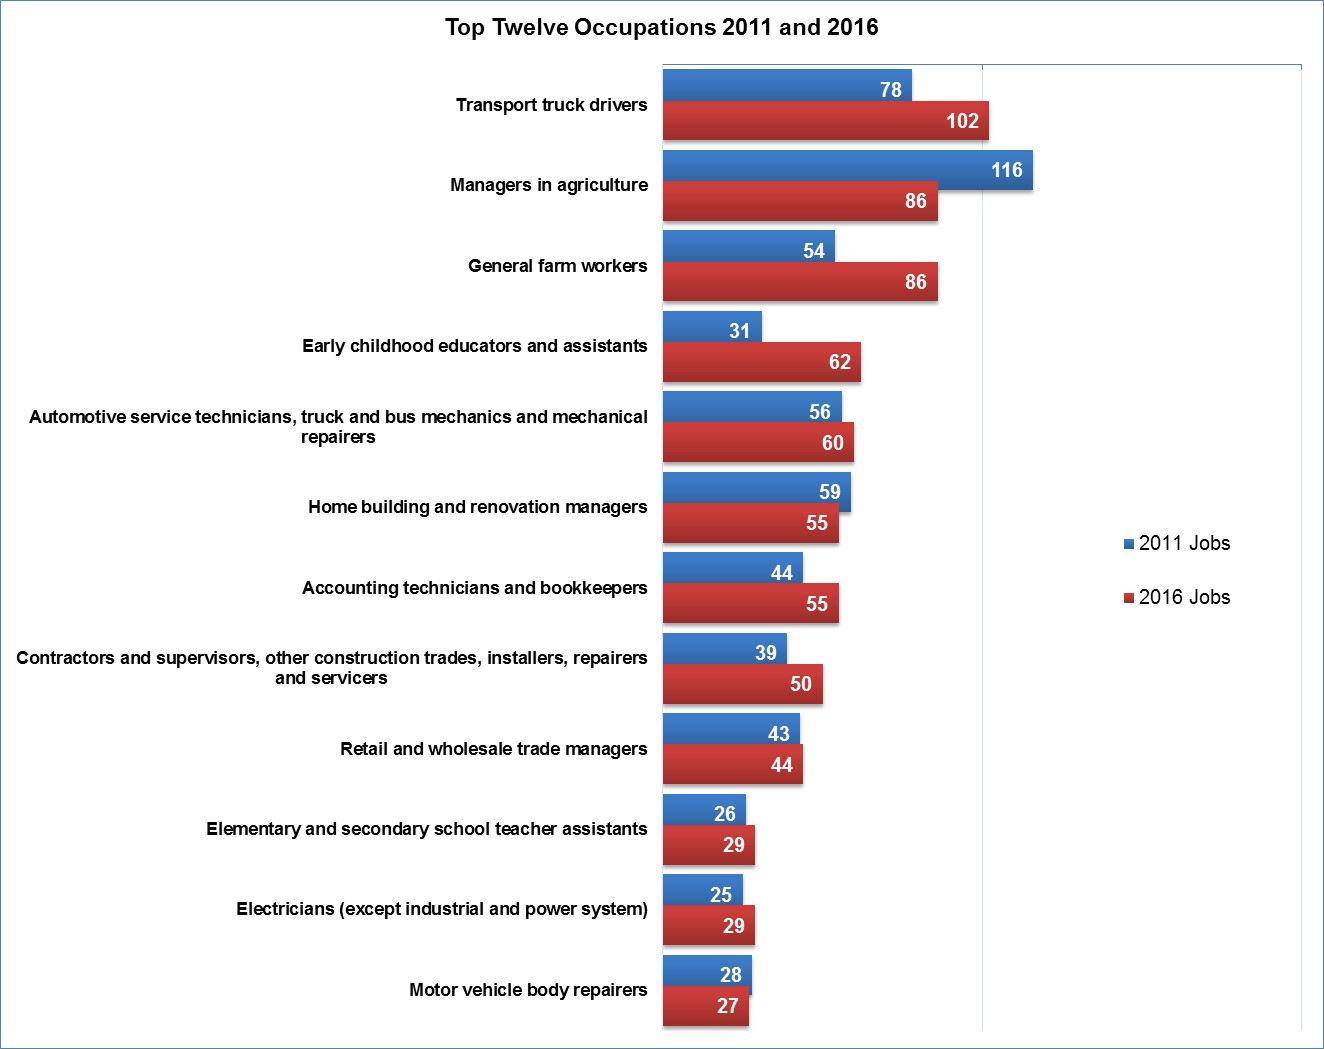 Top Twelve Occupations 2011 and 2016
Transport truck drivers
78
102
Managers in agriculture
116
86
General farm workers
54
86
Early childhood educators and assistants
31
62
Automotive service technicians, truck and bus mechanics and mechanical
repairers
56
60
Home building and renovation managers
59
55
Accounting technicians and bookkeepers
44
55
Contractors and supervisors, other construction trades, installers, repairers
and servicers
39
50
Retail and wholesale trade managers
43
44
Elementary and secondary school teacher assistants
26
29
Electricians (except industrial and power system)
25
29
Motor vehicle body repairers
28
27
2011 Jobs
2016 Jobs